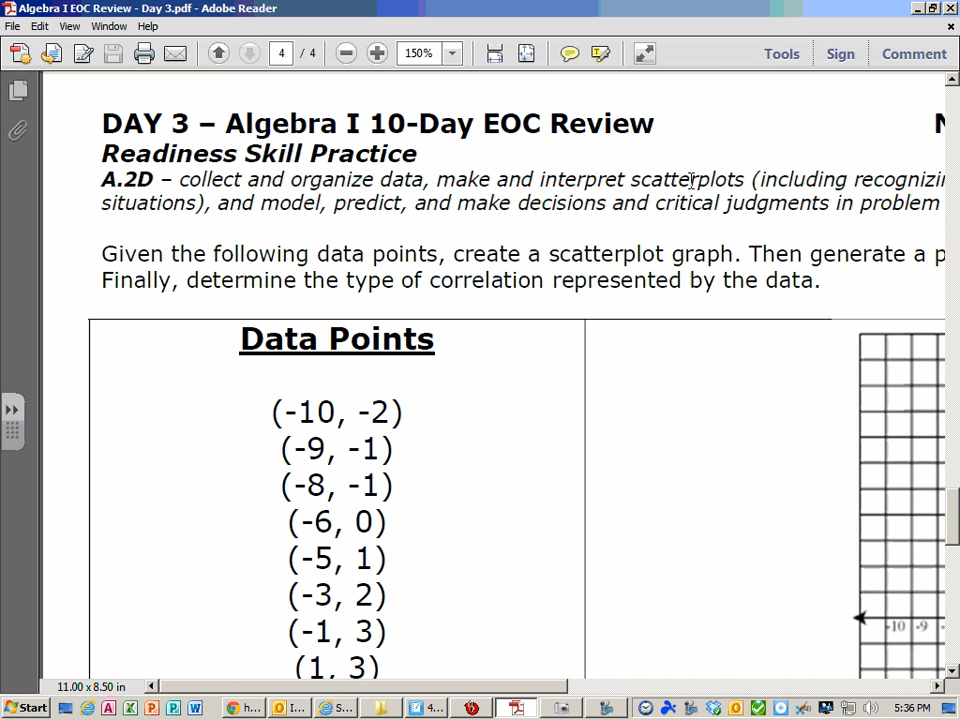 Algebra I EOC Review - Day 3.pdf - Adobe Reader
File Edit View Window Help
4 / 4 150% Tools Sign Comment
DAY 3 – Algebra I 10-Day EOC Review
Readiness Skill Practice
A.2D – collect and organize data, make and interpret scatterplots (including
situations), and model, predict, and make decisions and critical judgments in problem
Given the following data points, create a scatterplot graph. Then generate a
Finally, determine the type of correlation represented by the data.
Data Points
(-10, -2)
(-9, -1)
(-8, -1)
(-6, 0)
(-5, 1)
(-3, 2)
(-1, 3)
(1, 3)
-10 -9
11.00 x 8.50 in
Start h... I... S... 4... 5:36 PM